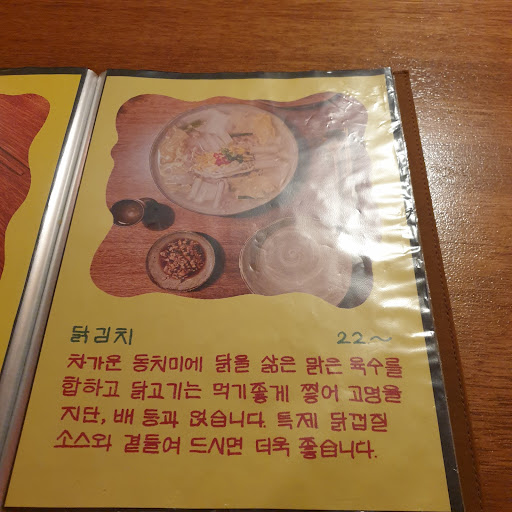 닭김치 22~
차가운 동치미에 닭을 삶은 맑은 육수를
합하고 닭고기는 먹기좋게 찢어 고명을
지단, 배 등과 얹습니다. 특제 닭껍질
소스와 곁들여 드시면 더욱 좋습니다.